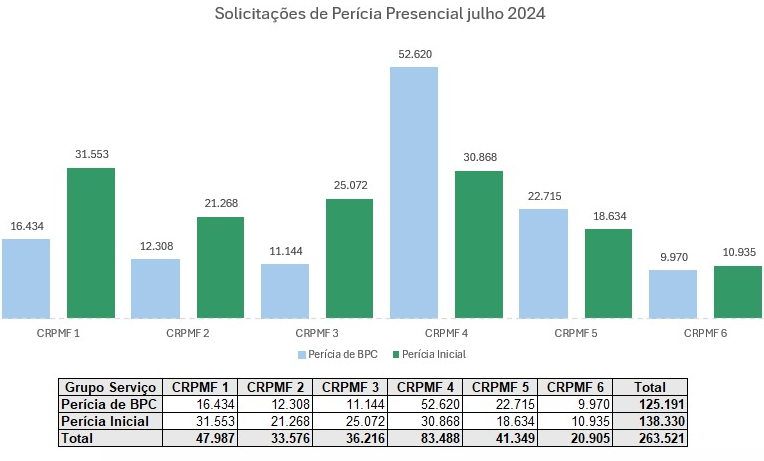 Solicitações de Perícia Presencial julho 2024
52.620
31.553
30.868
25.072
22.715
21.268
18.634
16.434
12.308
11.144
9.970
10.935
CRPMF 1 CRPMF 2 CRPMF 3 CRPMF 4 CRPMF 5 CRPMF 6
Perícia de BPC Perícia Inicial
Grupo Serviço CRPMF 1 CRPMF 2 CRPMF 3 CRPMF 4 CRPMF 5 CRPMF 6 Total
Perícia de BPC 16.434 12.308 11.144 52.620 22.715 9.970 125.191
Perícia Inicial 31.553 21.268 25.072 30.868 18.634 10.935 138.330
Total 47.987 33.576 36.216 83.488 41.349 20.905 263.521